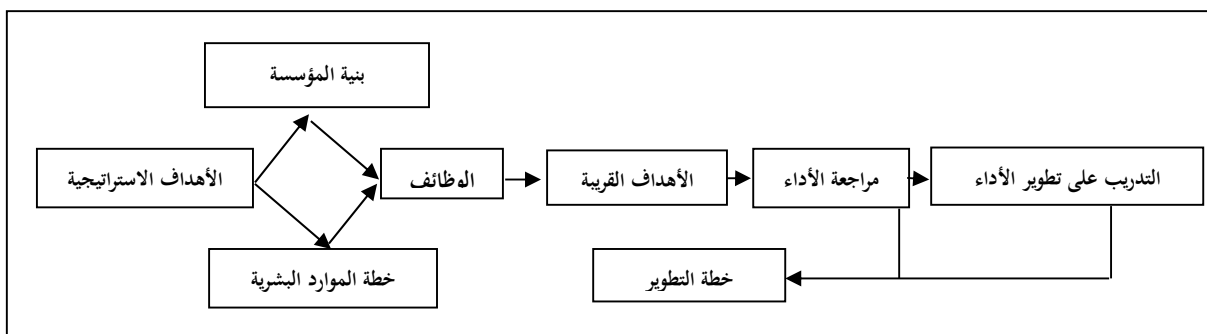 بنية المؤسسة
الأهداف الاستراتيجية
الوظائف
الأهداف القريبة
مراجعة الأداء
التدريب على تطوير الأداء
خطة الموارد البشرية
خطة التطوير